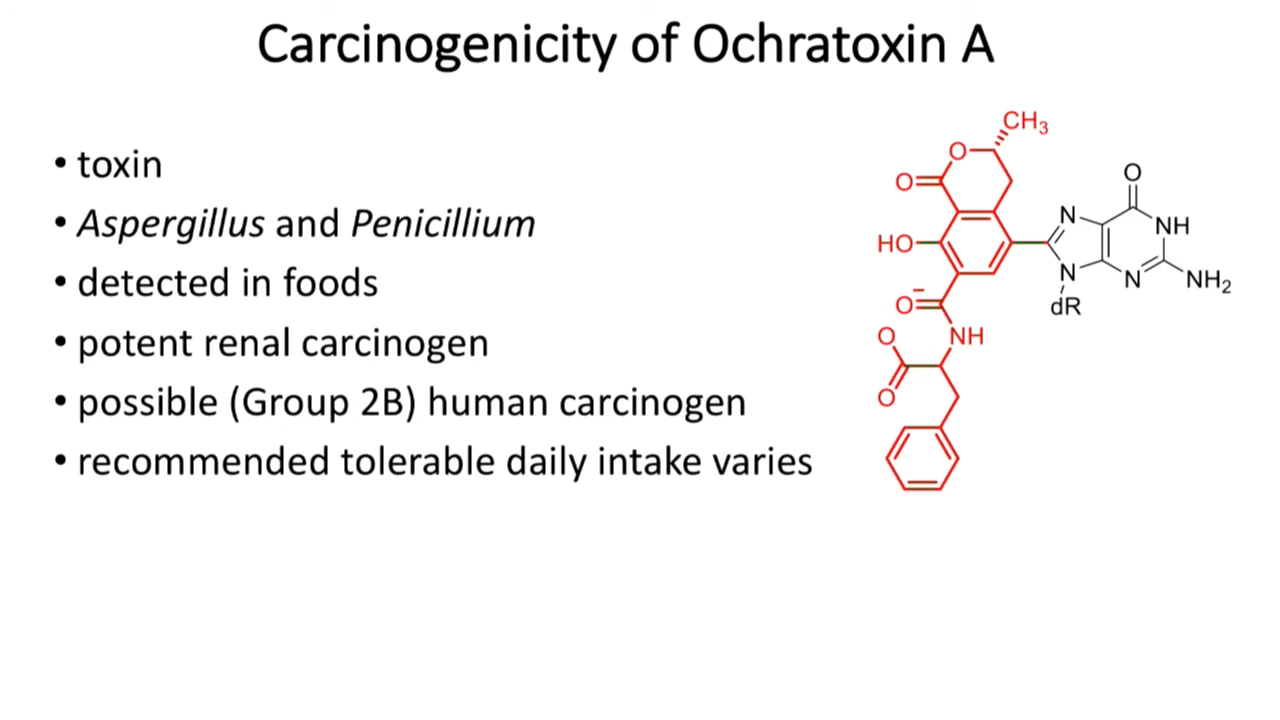 Carcinogenicity of Ochratoxin A
• toxin
• Aspergillus and Penicillium
• detected in foods
• potent renal carcinogen
• possible (Group 2B) human carcinogen
• recommended tolerable daily intake varies
CH3
O
O
HO
O
−
NH
O
O
O
N
NH
N
N
NH2
dR